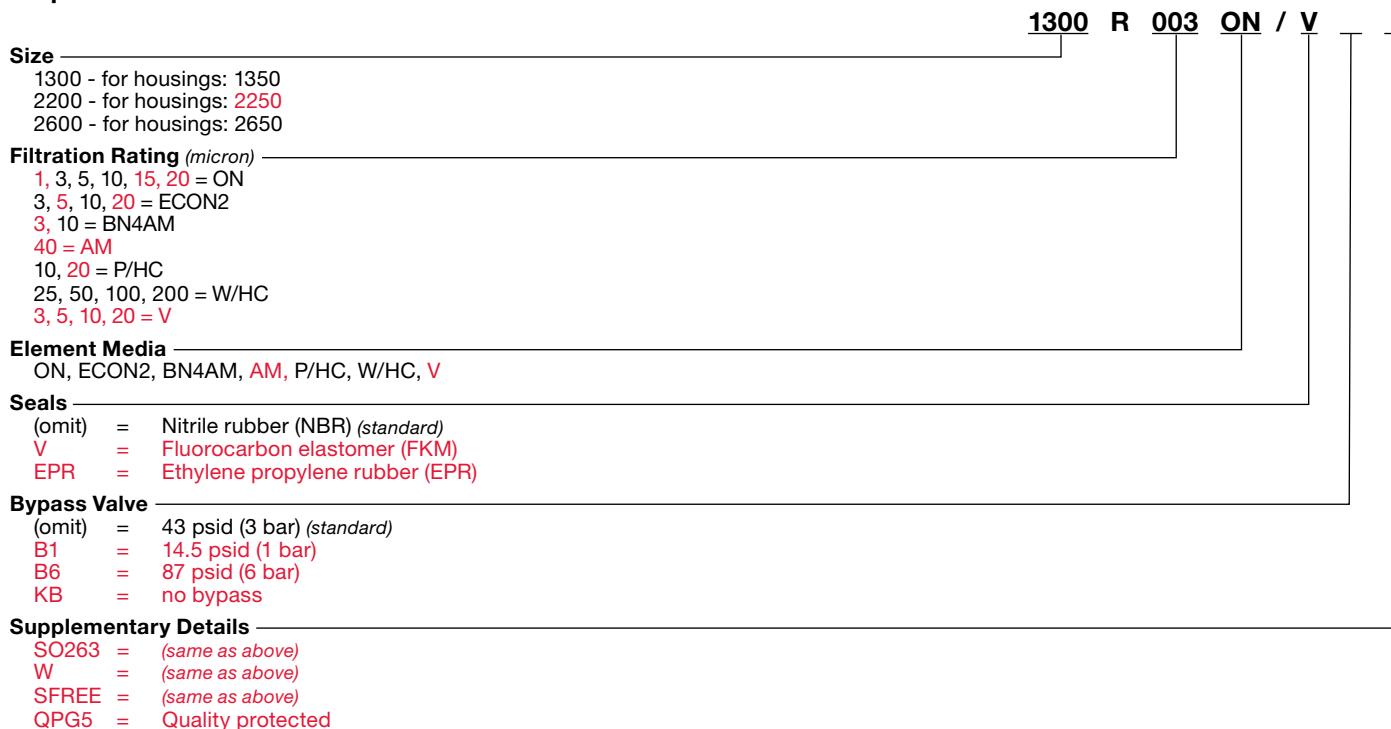 1300 R 003 ON / V
Size
1300 - for housings: 1350
2200 - for housings: 2250
2600 - for housings: 2650
Filtration Rating (micron)
1, 3, 5, 10, 15, 20 = ON
3, 5, 10, 20 = ECON2
3, 10 = BN4AM
40 = AM
10, 20 = P/HC
25, 50, 100, 200 = W/HC
3, 5, 10, 20 = V
Element Media
ON, ECON2, BN4AM, AM, P/HC, W/HC, V
Seals
(omit) = Nitrile rubber (NBR) (standard)
V = Fluorocarbon elastomer (FKM)
EPR = Ethylene propylene rubber (EPR)
Bypass Valve
(omit) = 43 psid (3 bar) (standard)
B1 = 14.5 psid (1 bar)
B6 = 87 psid (6 bar)
KB = no bypass
Supplementary Details
SO263 = (same as above)
W = (same as above)
SFREE = (same as above)
QPG5 = Quality protected